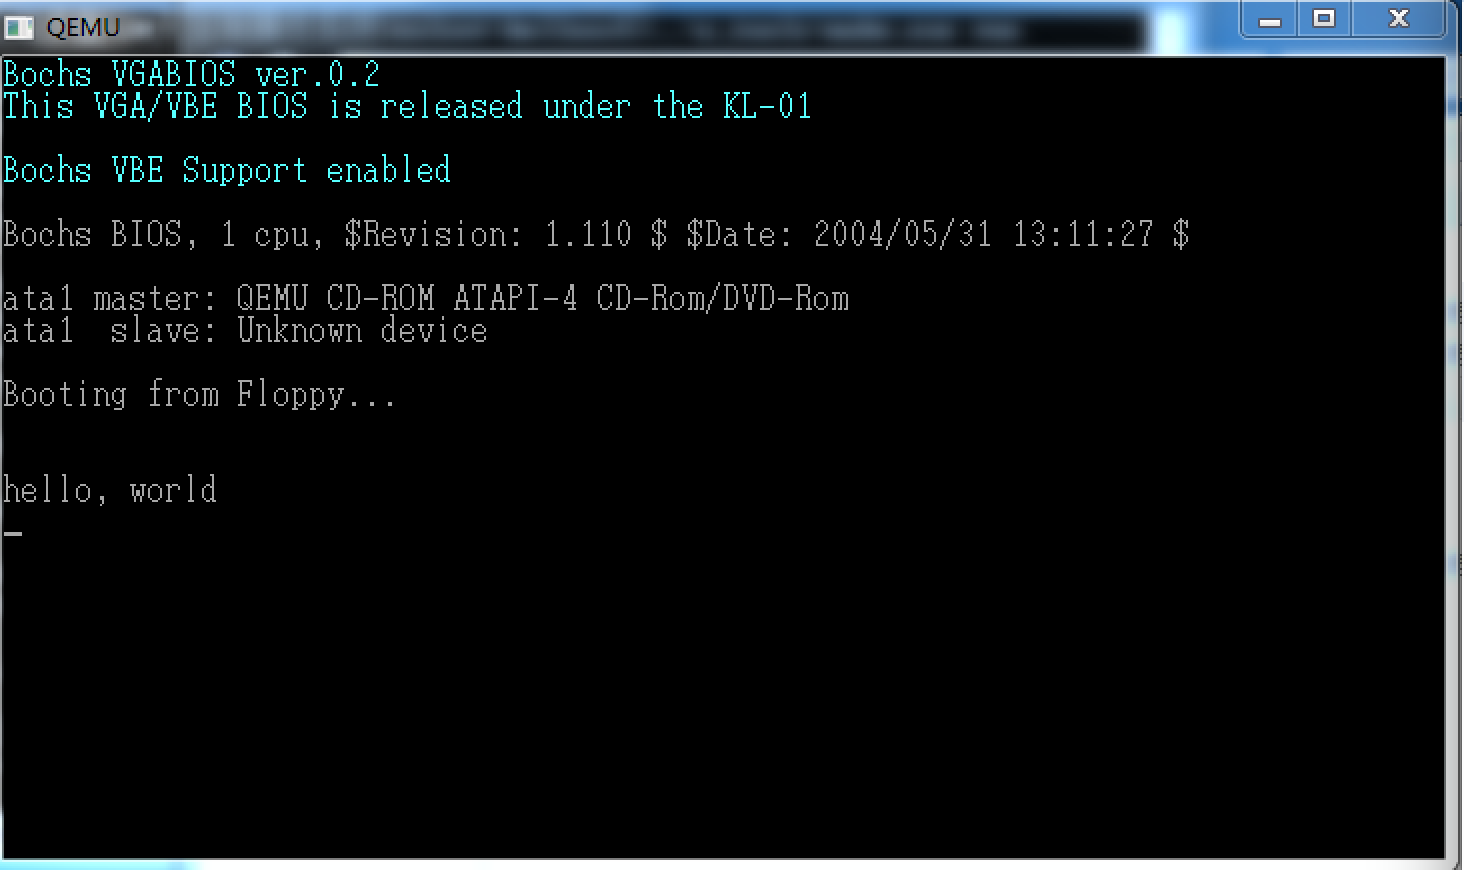 QEMU
Bochs VGABIOS ver.0.2
This VGA/VBE BIOS is released under the KL-01
Bochs VBE Support enabled
Bochs BIOS, 1 cpu, $Revision: 1.110 $ $Date: 2004/05/31 13:11:27 $
ata1 master: QEMU CD-ROM ATAPI-4 CD-Rom/DVD-Rom
ata1  slave: Unknown device
Booting from Floppy...
hello, world